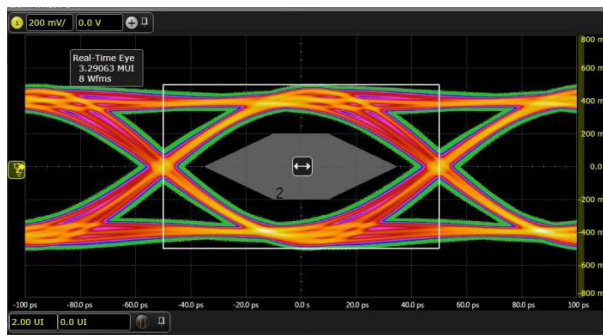 1 200 mV/ 0.0 V
Real-Time Eye
3.29063 MUI
8 Wfms
800 m
600 m
400 m
200 m
0.0
2
-200 m
-400 m
-600 m
-800 m
-100 ps -80.0 ps -60.0 ps -40.0 ps -20.0 ps 0.0 s 20.0 ps 40.0 ps 60.0 ps 80.0 ps 100 ps
2.00 UI 0.0 UI